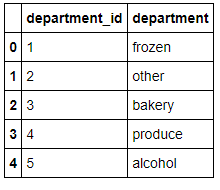 department_id department
0 1 frozen
1 2 other
2 3 bakery
3 4 produce
4 5 alcohol